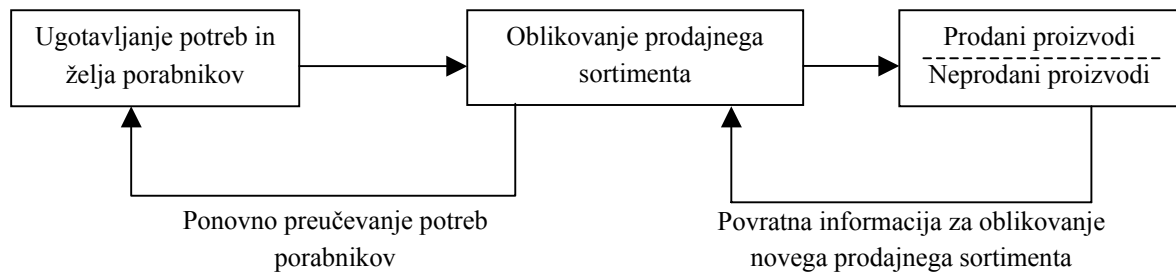 Ugotavljanje potreb in
želja porabnikov
Oblikovanje prodajnega
sortimenta
Prodani proizvodi
Neprodani proizvodi
Ponovno preučevanje potreb
porabnikov
Povratna informacija za oblikovanje
novega prodajnega sortimenta